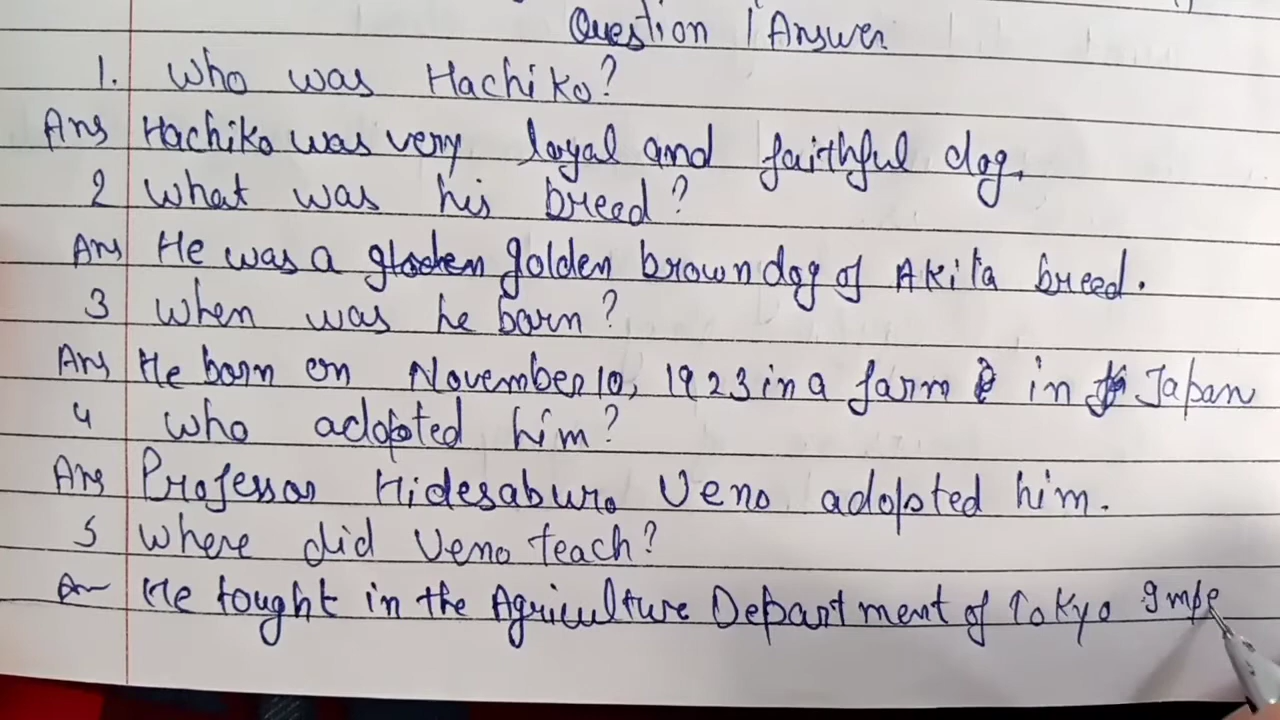 Question / Answer
1. Who was Hachiko?
Ans Hachiko was very loyal and faithful dog.
2 What was his breed?
Ans He was a golden brown dog of Akita breed.
3 When was he born?
Ans He born on November 10, 1923 in a farm in Japan
4 Who adopted him?
Ans Professor Hidesaburo Ueno adopted him.
5 Where did Ueno teach?
An He tought in the Agriculture Department of Tokyo Impe